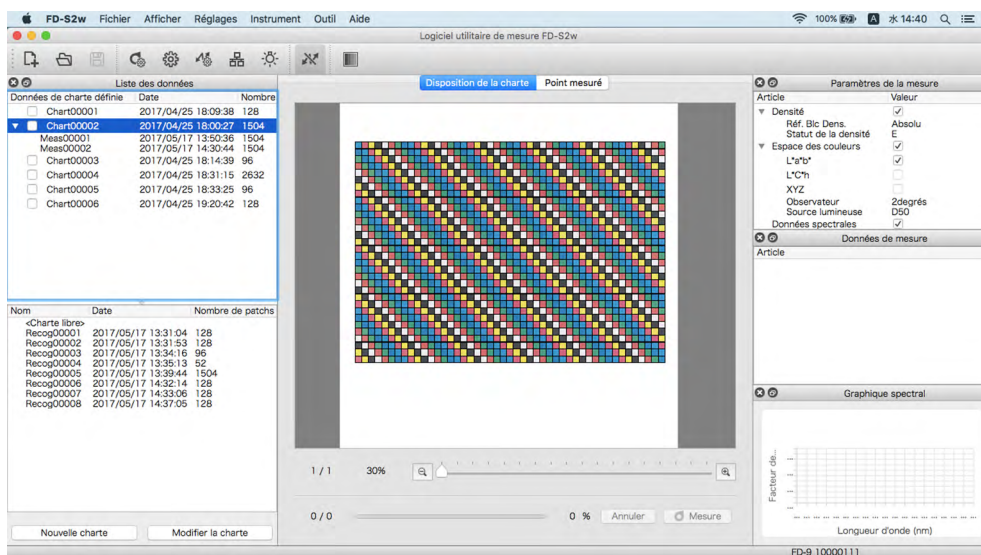 FD-S2w Fichier Afficher Réglages Instrument Outil Aide 100% A 水14:40
Logiciel utilitaire de mesure FD-S2w
Liste des données
Données de charte définie Date Nombre
Chart00001 2017/04/25 18:09:38 128
Chart00002 2017/04/25 18:00:27 1504
Meas00001 2017/05/17 13:50:36 1504
Meas00002 2017/05/17 14:30:44 1504
Chart00003 2017/04/25 18:14:39 96
Chart00004 2017/04/25 18:31:15 2632
Chart00005 2017/04/25 18:33:25 96
Chart00006 2017/04/25 19:20:42 128
Nom Date Nombre de patchs
<Charte libre>
Recog00001 2017/05/17 13:31:04 128
Recog00002 2017/05/17 13:31:53 128
Recog00003 2017/05/17 13:34:16 96
Recog00004 2017/05/17 13:35:13 52
Recog00005 2017/05/17 13:39:44 1504
Recog00006 2017/05/17 14:32:14 128
Recog00007 2017/05/17 14:33:06 128
Recog00008 2017/05/17 14:37:05 128
Nouvelle charte Modifier la charte
Disposition de la charte Point mesuré
1 / 1 30%
0 / 0 0 % Annuler Mesure
Paramètres de la mesure
Article Valeur
Densité
Réf. Blc Dens. Absolu
Statut de la densité E
Espace des couleurs
L*a*b*
L*C*h
XYZ
Observateur 2degrés
Source lumineuse D50
Données spectrales
Données de mesure
Article
Graphique spectral
Facteur de...
Longueur d'onde (nm)
FD-9 10000111